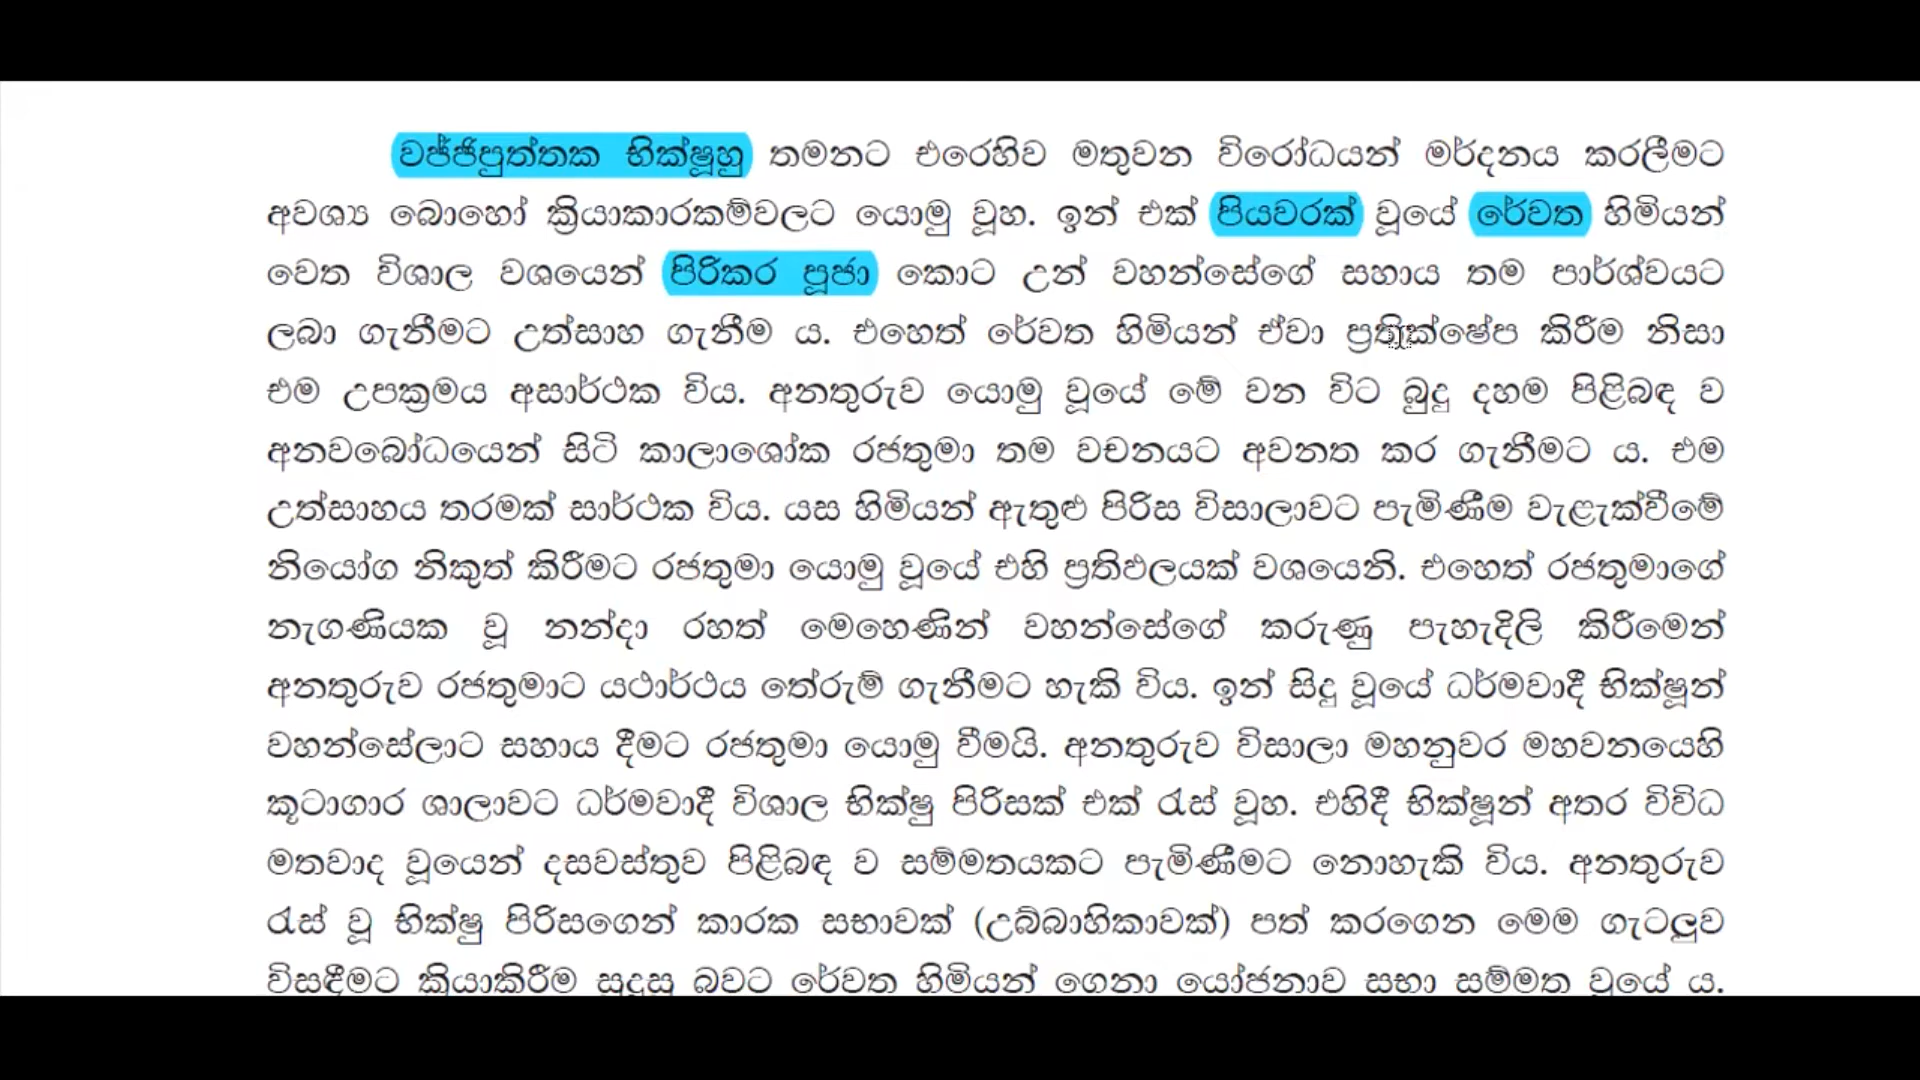 වජ්ජිපුත්තක භික්ෂූහු තමනට එරෙහිව මතුවන විරෝධයන් මර්දනය කරලීමට
අවශ්‍ය බොහෝ ක්‍රියාකාරකම්වලට යොමු වූහ. ඉන් එක් පියවරක් වූයේ රේවත හිමියන්
වෙත විශාල වශයෙන් පිරිකර පූජා කොට උන් වහන්සේගේ සහාය තම පාර්ශ්වයට
ලබා ගැනීමට උත්සාහ ගැනීම ය. එහෙත් රේවත හිමියන් ඒවා ප්‍රතික්ෂේප කිරීම නිසා
එම උපක්‍රමය අසාර්ථක විය. අනතුරුව යොමු වූයේ මේ වන විට බුදු දහම පිළිබඳ ව
අනවබෝධයෙන් සිටි කාලාශෝක රජතුමා තම වචනයට අවනත කර ගැනීමට ය. එම
උත්සාහය තරමක් සාර්ථක විය. යස හිමියන් ඇතුළු පිරිස විසාලාවට පැමිණීම වැළැක්වීමේ
නියෝග නිකුත් කිරීමට රජතුමා යොමු වූයේ එහි ප්‍රතිඵලයක් වශයෙනි. එහෙත් රජතුමාගේ
නැගණියක වූ නන්දා රහත් මෙහෙණින් වහන්සේගේ කරුණු පැහැදිලි කිරීමෙන්
අනතුරුව රජතුමාට යථාර්ථය තේරුම් ගැනීමට හැකි විය. ඉන් සිදු වූයේ ධර්මවාදී භික්ෂූන්
වහන්සේලාට සහාය දීමට රජතුමා යොමු වීමයි. අනතුරුව විසාලා මහනුවර මහවනයෙහි
කූටාගාර ශාලාවට ධර්මවාදී විශාල භික්ෂු පිරිසක් එක් රැස් වූහ. එහිදී භික්ෂූන් අතර විවිධ
මතවාද වූයෙන් දසවස්තුව පිළිබඳ ව සම්මතයකට පැමිණීමට නොහැකි විය. අනතුරුව
රැස් වූ භික්ෂු පිරිසගෙන් කාරක සභාවක් (උබ්බාහිකාවක්) පත් කරගෙන මෙම ගැටලුව
විසඳීමට ක්‍රියාකිරීම සුදුසු බවට රේවත හිමියන් ගෙනා යෝජනාව සභා සම්මත වූයේ ය.